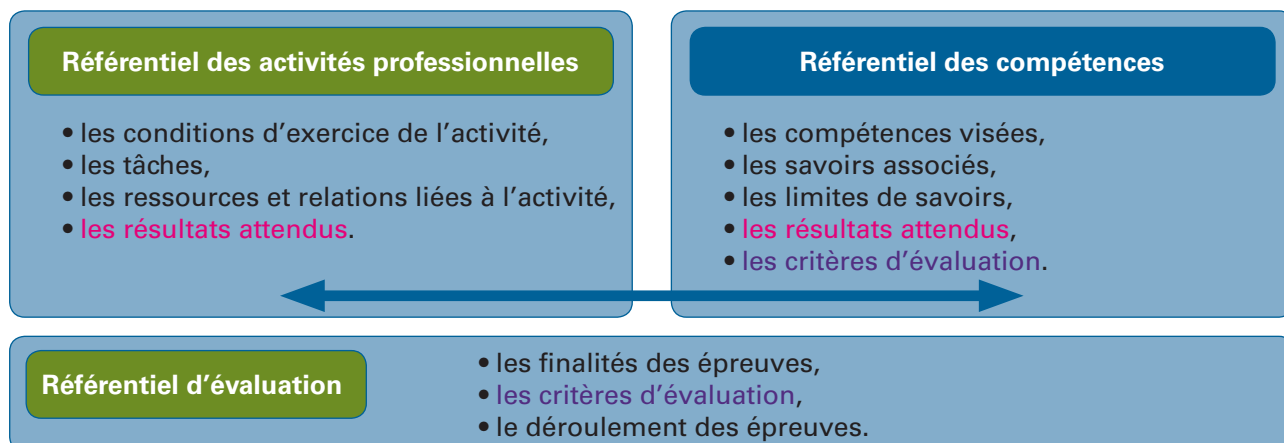 Référentiel des activités professionnelles
• les conditions d'exercice de l'activité,
• les tâches,
• les ressources et relations liées à l'activité,
• les résultats attendus.
Référentiel des compétences
• les compétences visées,
• les savoirs associés,
• les limites de savoirs,
• les résultats attendus,
• les critères d'évaluation.
Référentiel d'évaluation
• les finalités des épreuves,
• les critères d'évaluation,
• le déroulement des épreuves.